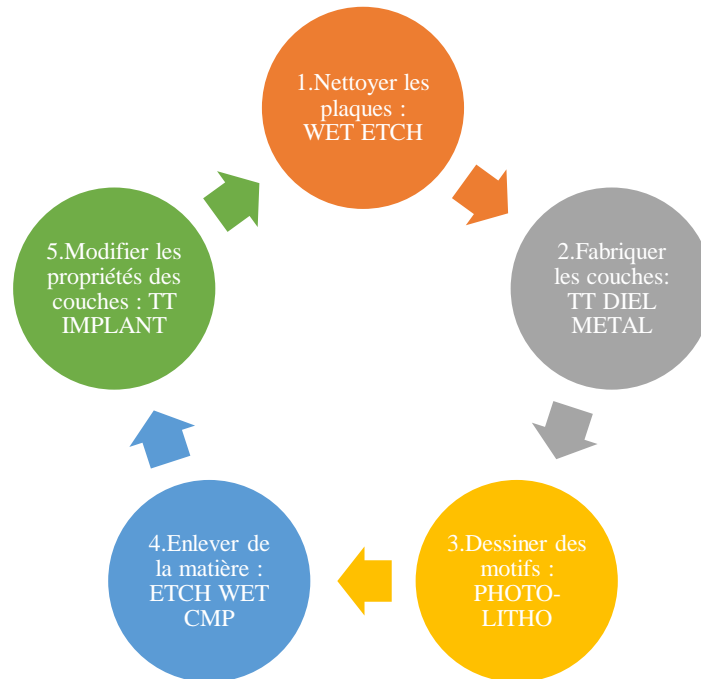 1.Nettoyer les
plaques :
WET ETCH
2.Fabriquer
les couches:
TT DIEL
METAL
3.Dessiner des
motifs :
PHOTO-
LITHO
4.Enlever de
la matière :
ETCH WET
CMP
5.Modifier les
propriétés des
couches : TT
IMPLANT